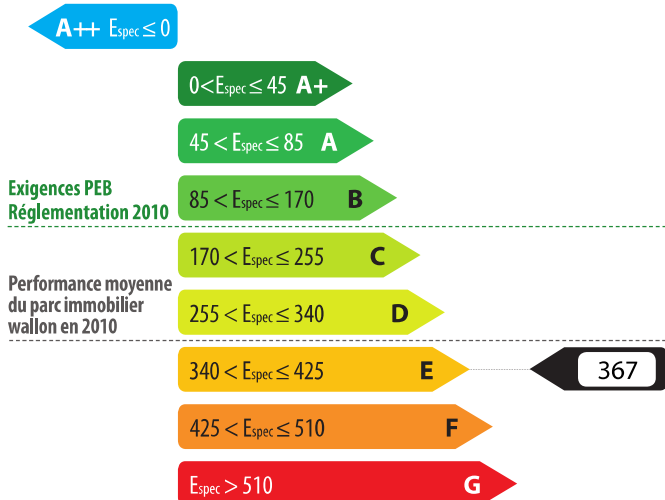 A++ Espec ≤ 0
0 < Espec ≤ 45 A+
45 < Espec ≤ 85 A
Exigences PEB
Réglementation 2010
85 < Espec ≤ 170 B
170 < Espec ≤ 255 C
Performance moyenne
du parc immobilier
wallon en 2010
255 < Espec ≤ 340 D
340 < Espec ≤ 425 E
367
425 < Espec ≤ 510 F
Espec > 510 G